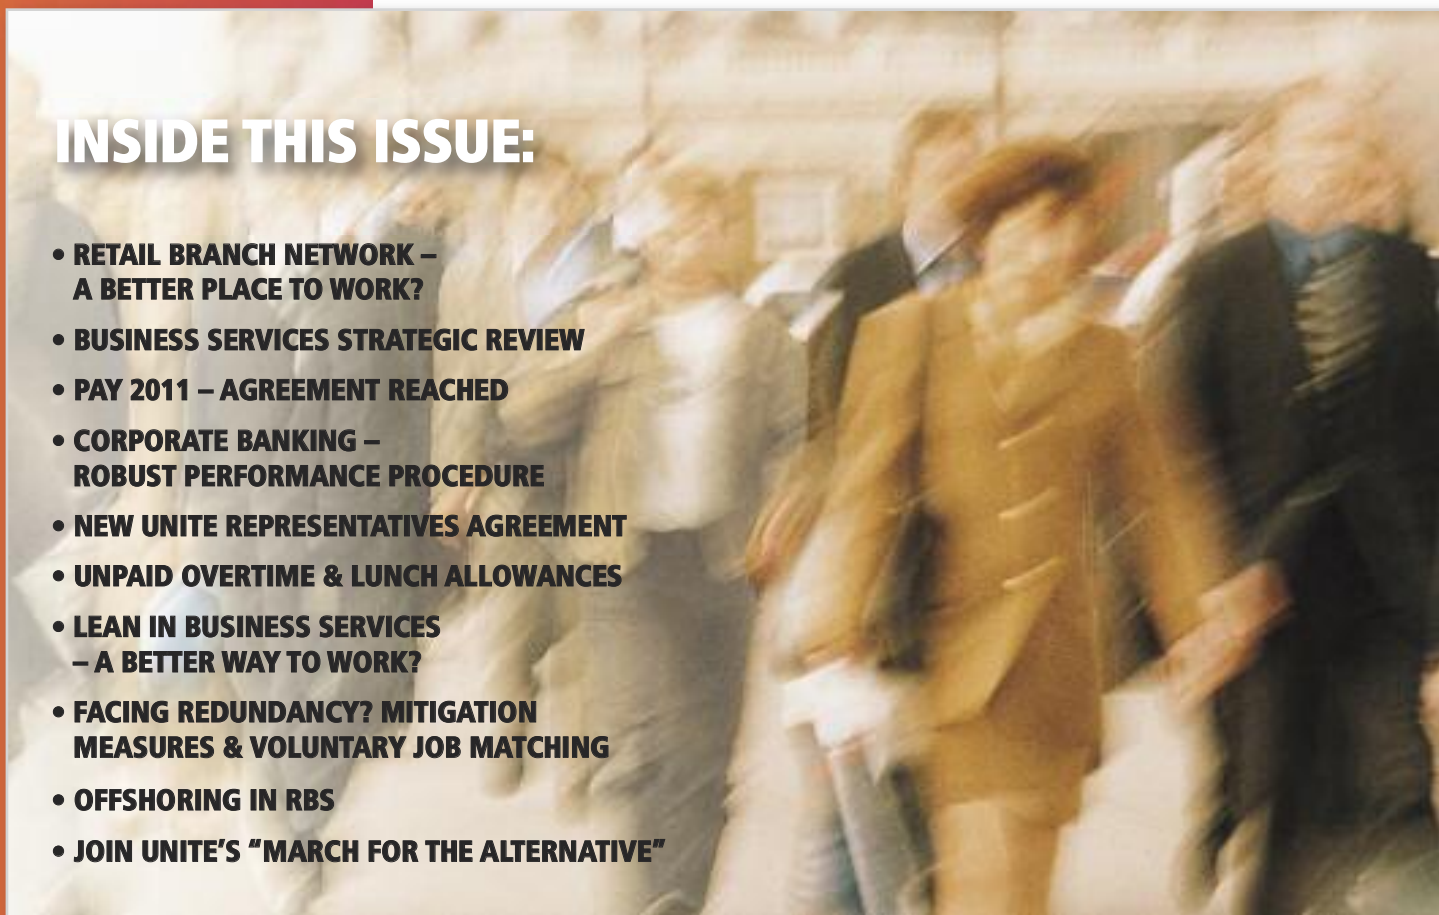 INSIDE THIS ISSUE:
• RETAIL BRANCH NETWORK –
A BETTER PLACE TO WORK?
• BUSINESS SERVICES STRATEGIC REVIEW
• PAY 2011 – AGREEMENT REACHED
• CORPORATE BANKING –
ROBUST PERFORMANCE PROCEDURE
• NEW UNITE REPRESENTATIVES AGREEMENT
• UNPAID OVERTIME & LUNCH ALLOWANCES
• LEAN IN BUSINESS SERVICES
– A BETTER WAY TO WORK?
• FACING REDUNDANCY? MITIGATION
MEASURES & VOLUNTARY JOB MATCHING
• OFFSHORING IN RBS
• JOIN UNITE’S “MARCH FOR THE ALTERNATIVE”